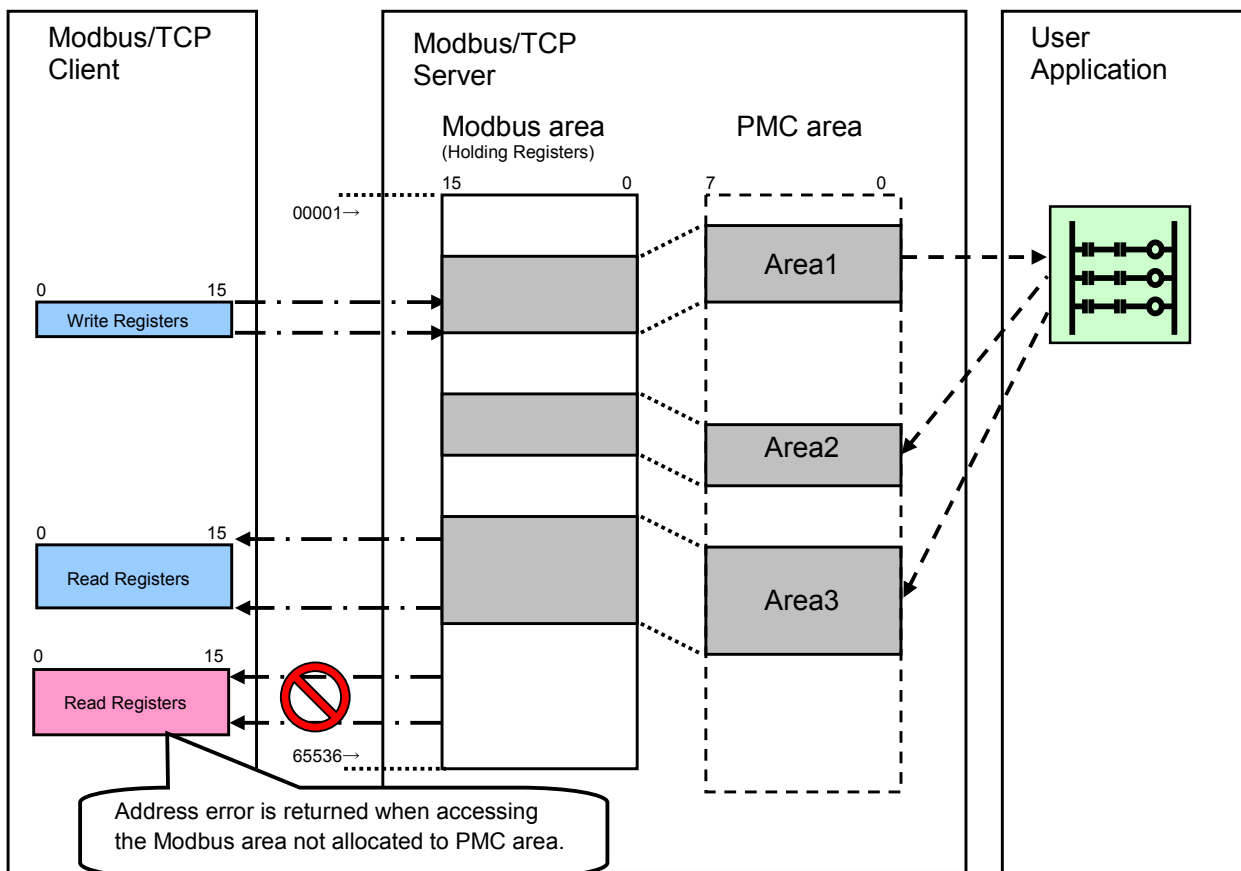 Modbus/TCP
Client
Modbus/TCP
Server
User
Application
Modbus area
(Holding Registers)
PMC area
15 0
7 0
00001→
Area1
0 15
Write Registers
Area2
0 15
Read Registers
Area3
0 15
Read Registers
65536→
Address error is returned when accessing
the Modbus area not allocated to PMC area.